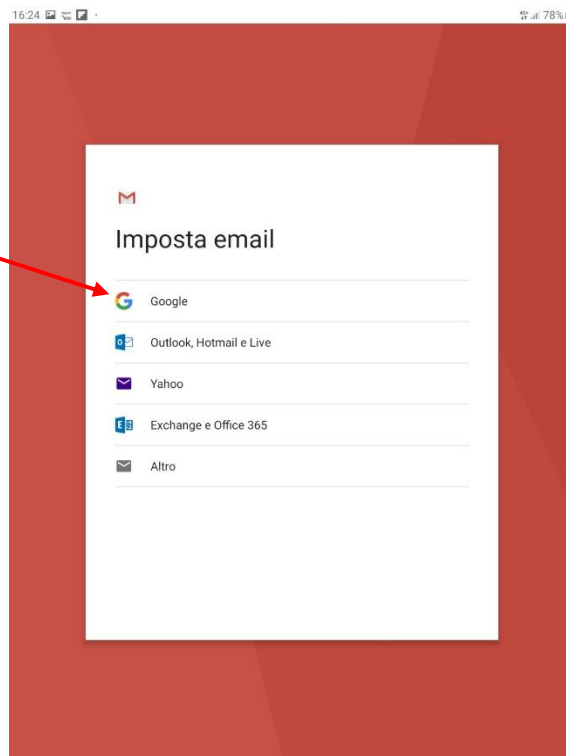 16:24
78%
Imposta email
Google
Outlook, Hotmail e Live
Yahoo
Exchange e Office 365
Altro